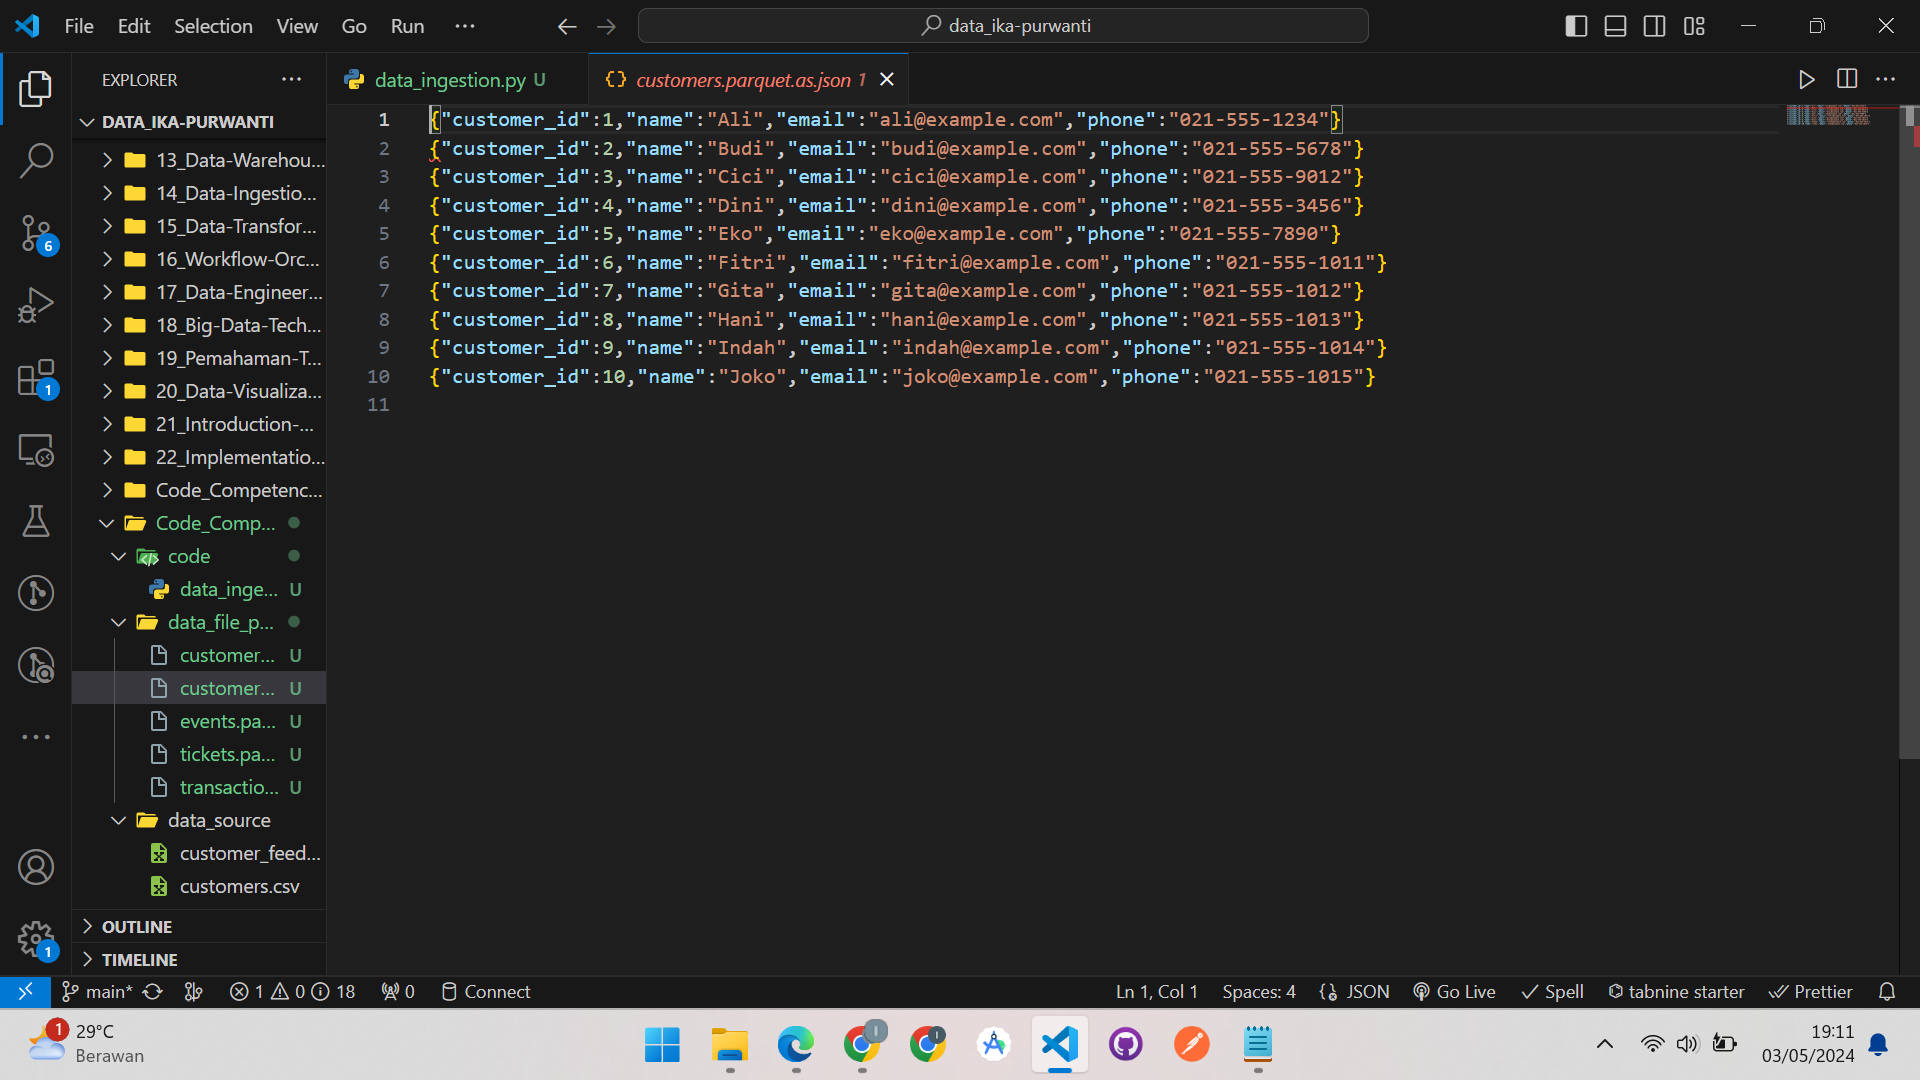 File Edit Selection View Go Run ···
data_ika-purwanti
EXPLORER
data_ingestion.py U
customers.parquet.as.json 1
DATA_IKA-PURWANTI
13_Data-Warehou...
14_Data-Ingestio...
15_Data-Transfor...
16_Workflow-Orc...
17_Data-Engineer...
18_Big-Data-Tech...
19_Pemahaman-T...
20_Data-Visualiza...
21_Introduction-...
22_Implementatio...
Code_Competenc...
Code_Comp...
code
data_inge... U
data_file_p...
customer... U
customer... U
events.pa... U
tickets.pa... U
transactio... U
data_source
customer_feed...
customers.csv
OUTLINE
TIMELINE
6
1
1
1 {"customer_id":1,"name":"Ali","email":"ali@example.com","phone":"021-555-1234"}
2 {"customer_id":2,"name":"Budi","email":"budi@example.com","phone":"021-555-5678"}
3 {"customer_id":3,"name":"Cici","email":"cici@example.com","phone":"021-555-9012"}
4 {"customer_id":4,"name":"Dini","email":"dini@example.com","phone":"021-555-3456"}
5 {"customer_id":5,"name":"Eko","email":"eko@example.com","phone":"021-555-7890"}
6 {"customer_id":6,"name":"Fitri","email":"fitri@example.com","phone":"021-555-1011"}
7 {"customer_id":7,"name":"Gita","email":"gita@example.com","phone":"021-555-1012"}
8 {"customer_id":8,"name":"Hani","email":"hani@example.com","phone":"021-555-1013"}
9 {"customer_id":9,"name":"Indah","email":"indah@example.com","phone":"021-555-1014"}
10 {"customer_id":10,"name":"Joko","email":"joko@example.com","phone":"021-555-1015"}
11
main* 1 0 18 0 Connect
Ln 1, Col 1 Spaces: 4 JSON Go Live Spell tabnine starter Prettier
1
29°C
Berawan
19:11
03/05/2024